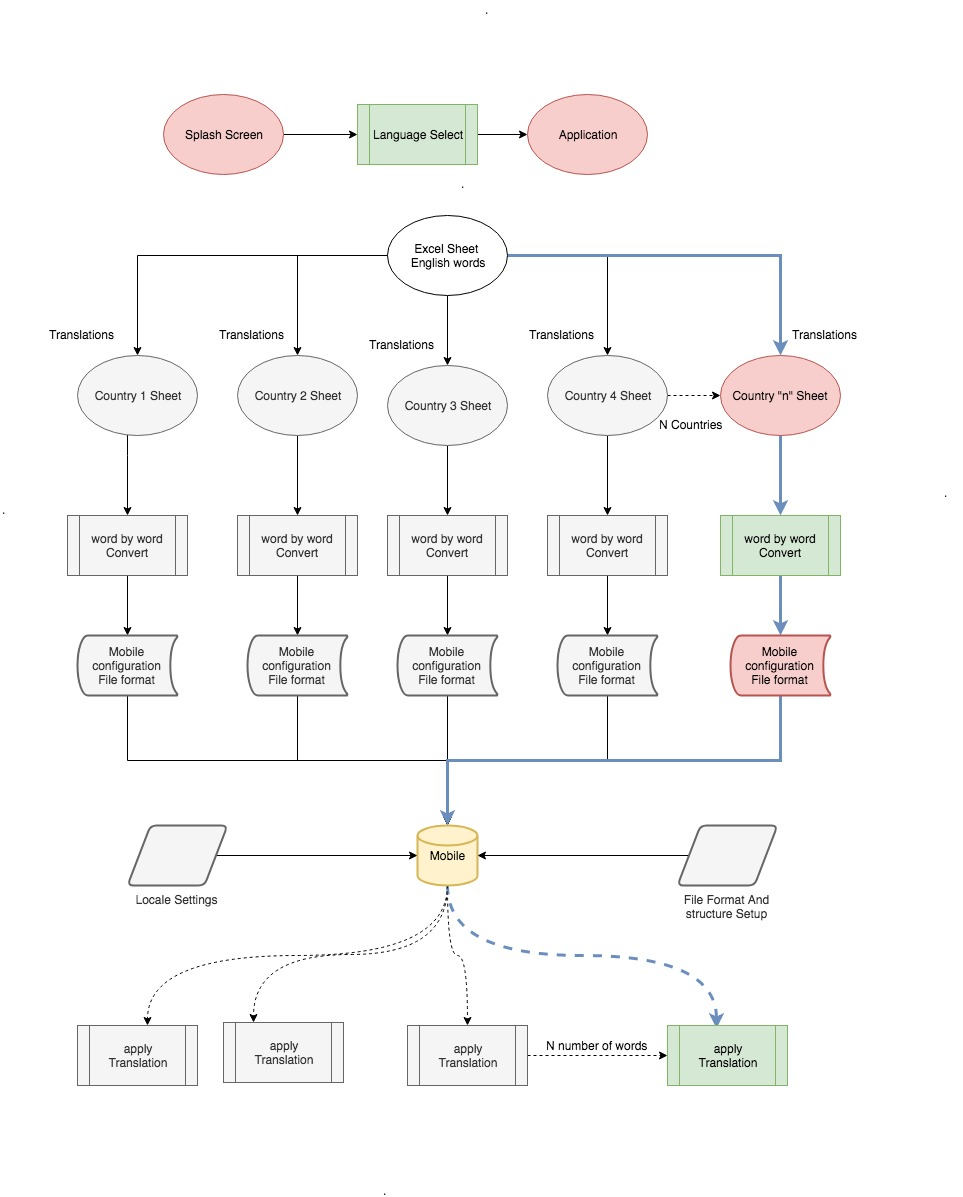 Splash Screen
Language Select
Application
Excel Sheet
English words
Translations
Translations
Translations
Translations
Translations
Country 1 Sheet
Country 2 Sheet
Country 3 Sheet
Country 4 Sheet
Country "n" Sheet
N Countries
word by word
Convert
word by word
Convert
word by word
Convert
word by word
Convert
word by word
Convert
Mobile
configuration
File format
Mobile
configuration
File format
Mobile
configuration
File format
Mobile
configuration
File format
Mobile
configuration
File format
Mobile
Locale Settings
File Format And
structure Setup
apply
Translation
apply
Translation
apply
Translation
N number of words
apply
Translation